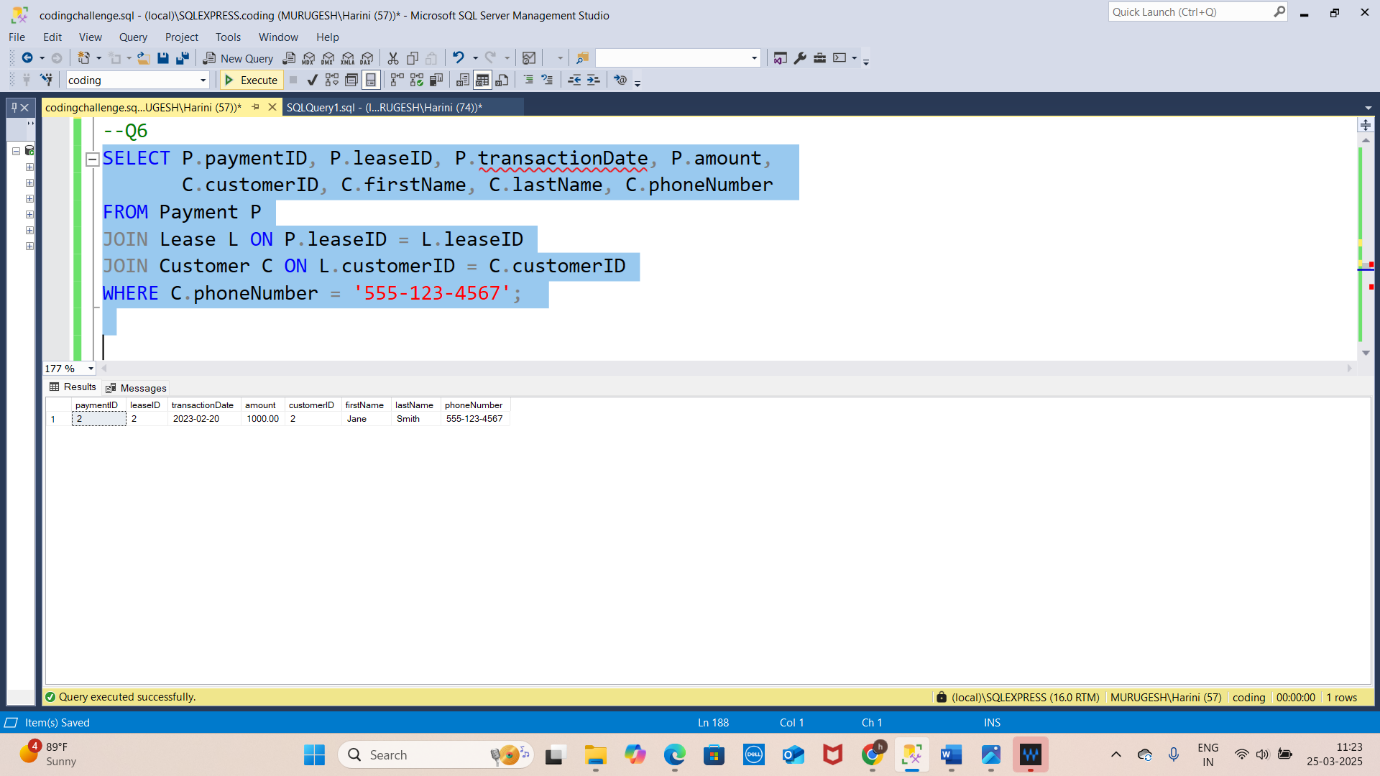 codingchallenge.sql - (local)\SQLEXPRESS.coding (MURUGESH\Harini (57))* - Microsoft SQL Server Management Studio
Quick Launch (Ctrl+Q)
File Edit View Query Project Tools Window Help
New Query
coding Execute
codingchallenge.sq...UGESH\Harini (57))* SQLQuery1.sql - (l...RUGESH\Harini (74))*
--Q6
SELECT P.paymentID, P.leaseID, P.transactionDate, P.amount,
C.customerID, C.firstName, C.lastName, C.phoneNumber
FROM Payment P
JOIN Lease L ON P.leaseID = L.leaseID
JOIN Customer C ON L.customerID = C.customerID
WHERE C.phoneNumber = '555-123-4567';
177 %
Results Messages
paymentID leaseID transactionDate amount customerID firstName lastName phoneNumber
1 2 2 2023-02-20 1000.00 2 Jane Smith 555-123-4567
Query executed successfully. (local)\SQLEXPRESS (16.0 RTM) MURUGESH\Harini (57) coding 00:00:00 1 rows
Item(s) Saved Ln 188 Col 1 Ch 1 INS
4 89°F
Sunny
Search
DELL
h
ENG
IN
11:23
25-03-2025